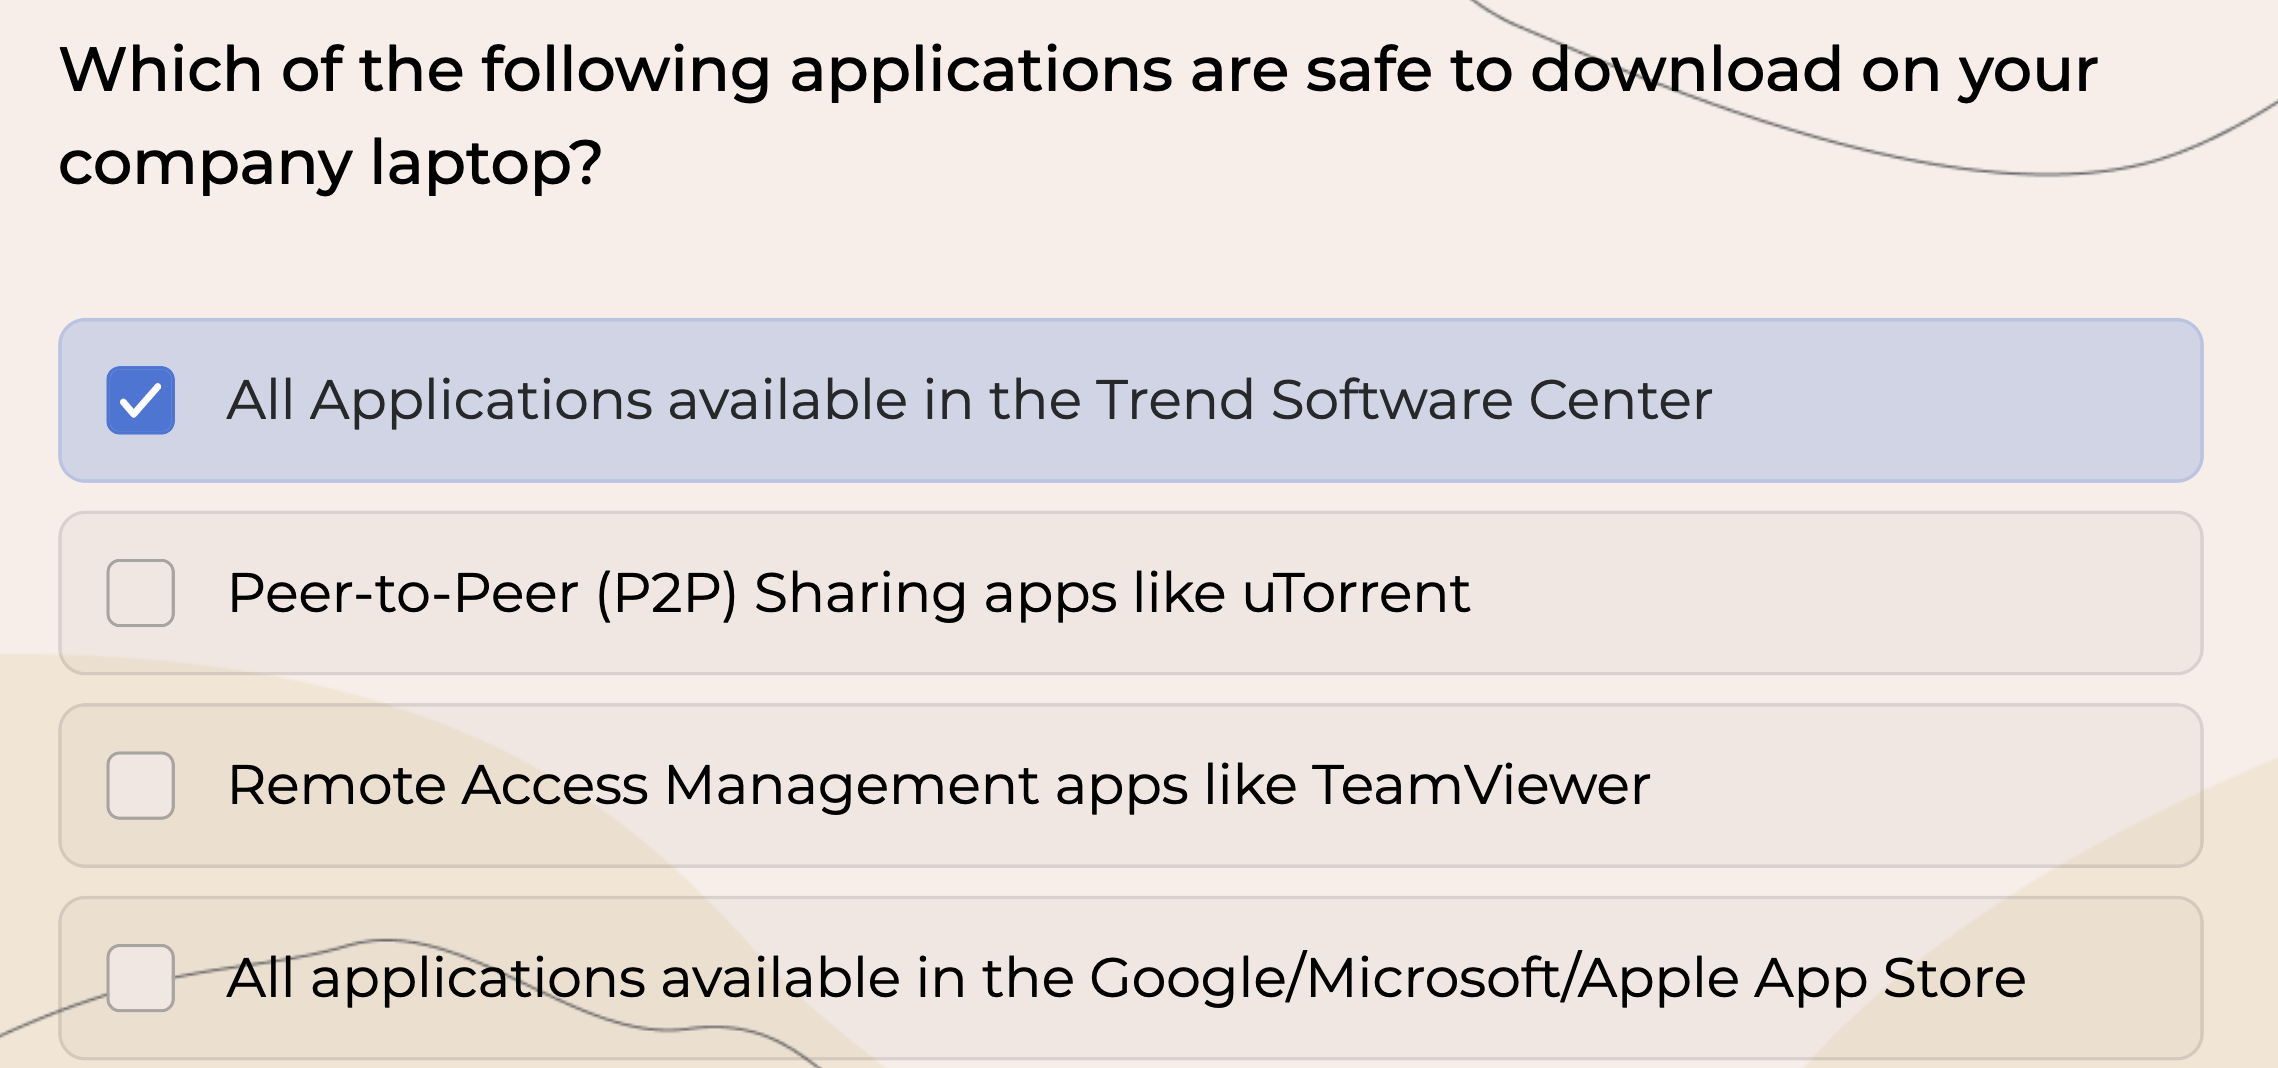 Which of the following applications are safe to download on your
company laptop?
All Applications available in the Trend Software Center
Peer-to-Peer (P2P) Sharing apps like uTorrent
Remote Access Management apps like TeamViewer
All applications available in the Google/Microsoft/Apple App Store